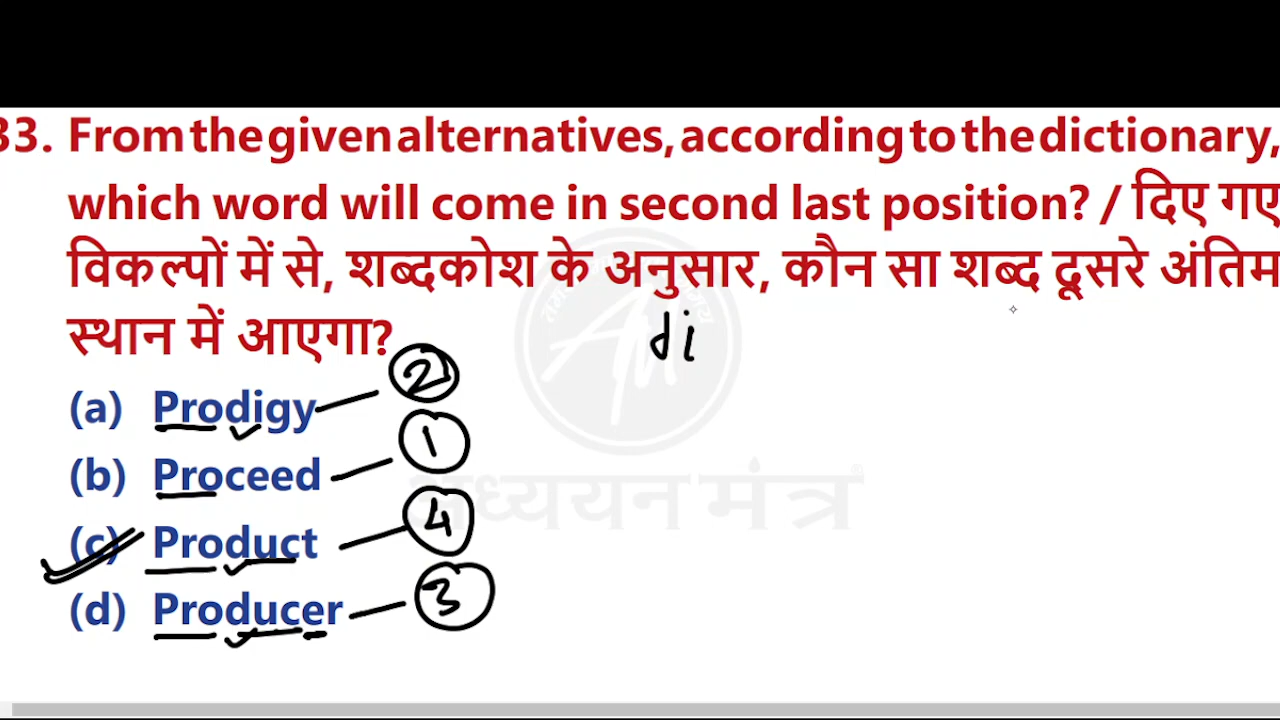 33. From the given alternatives, according to the dictionary,
which word will come in second last position? / दिए गए
विकल्पों में से, शब्दकोश के अनुसार, कौन सा शब्द दूसरे अंतिम
स्थान में आएगा?
di
(a) Prodigy 2
(b) Proceed 1
(c) Product 4
(d) Producer 3
अध्ययन मंत्र